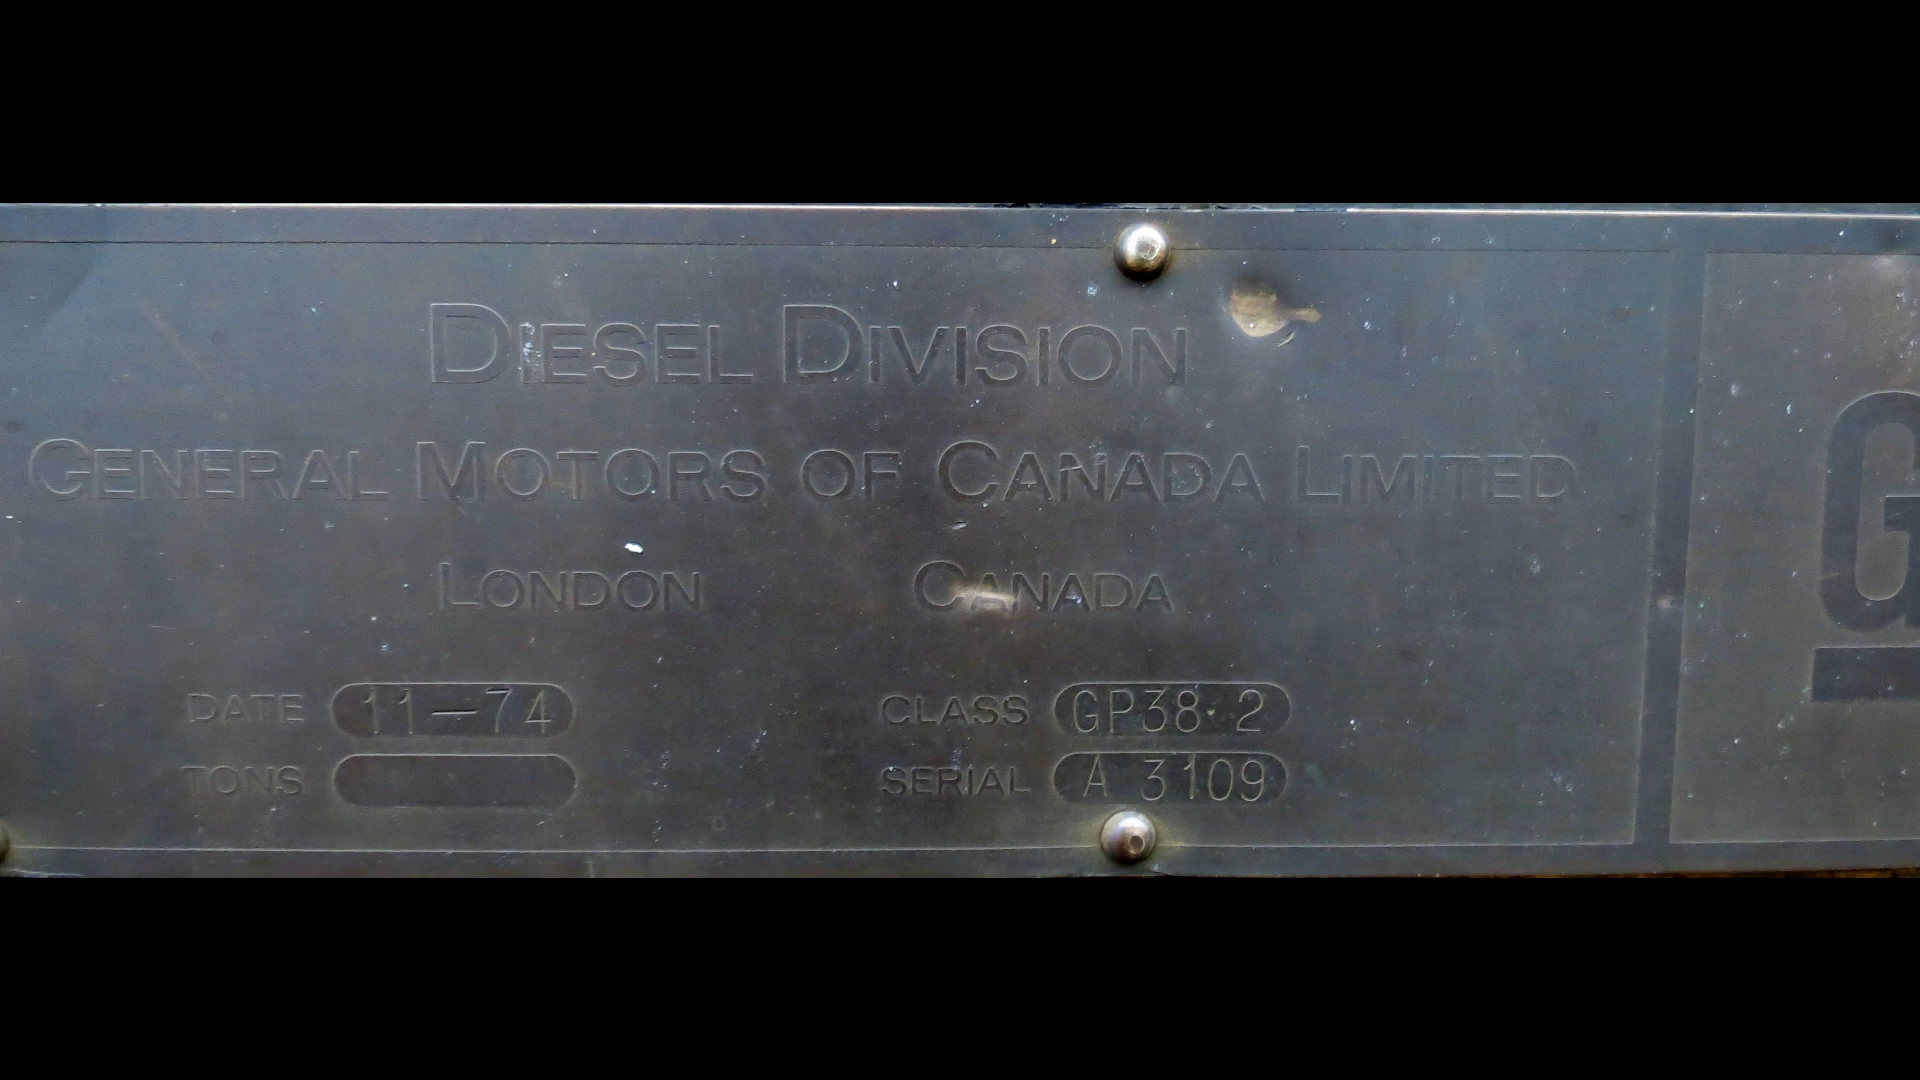 DIESEL DIVISION
GENERAL MOTORS OF CANADA LIMITED
LONDON CANADA
DATE 11-74 CLASS GP38-2
TONS SERIAL A 3109
G